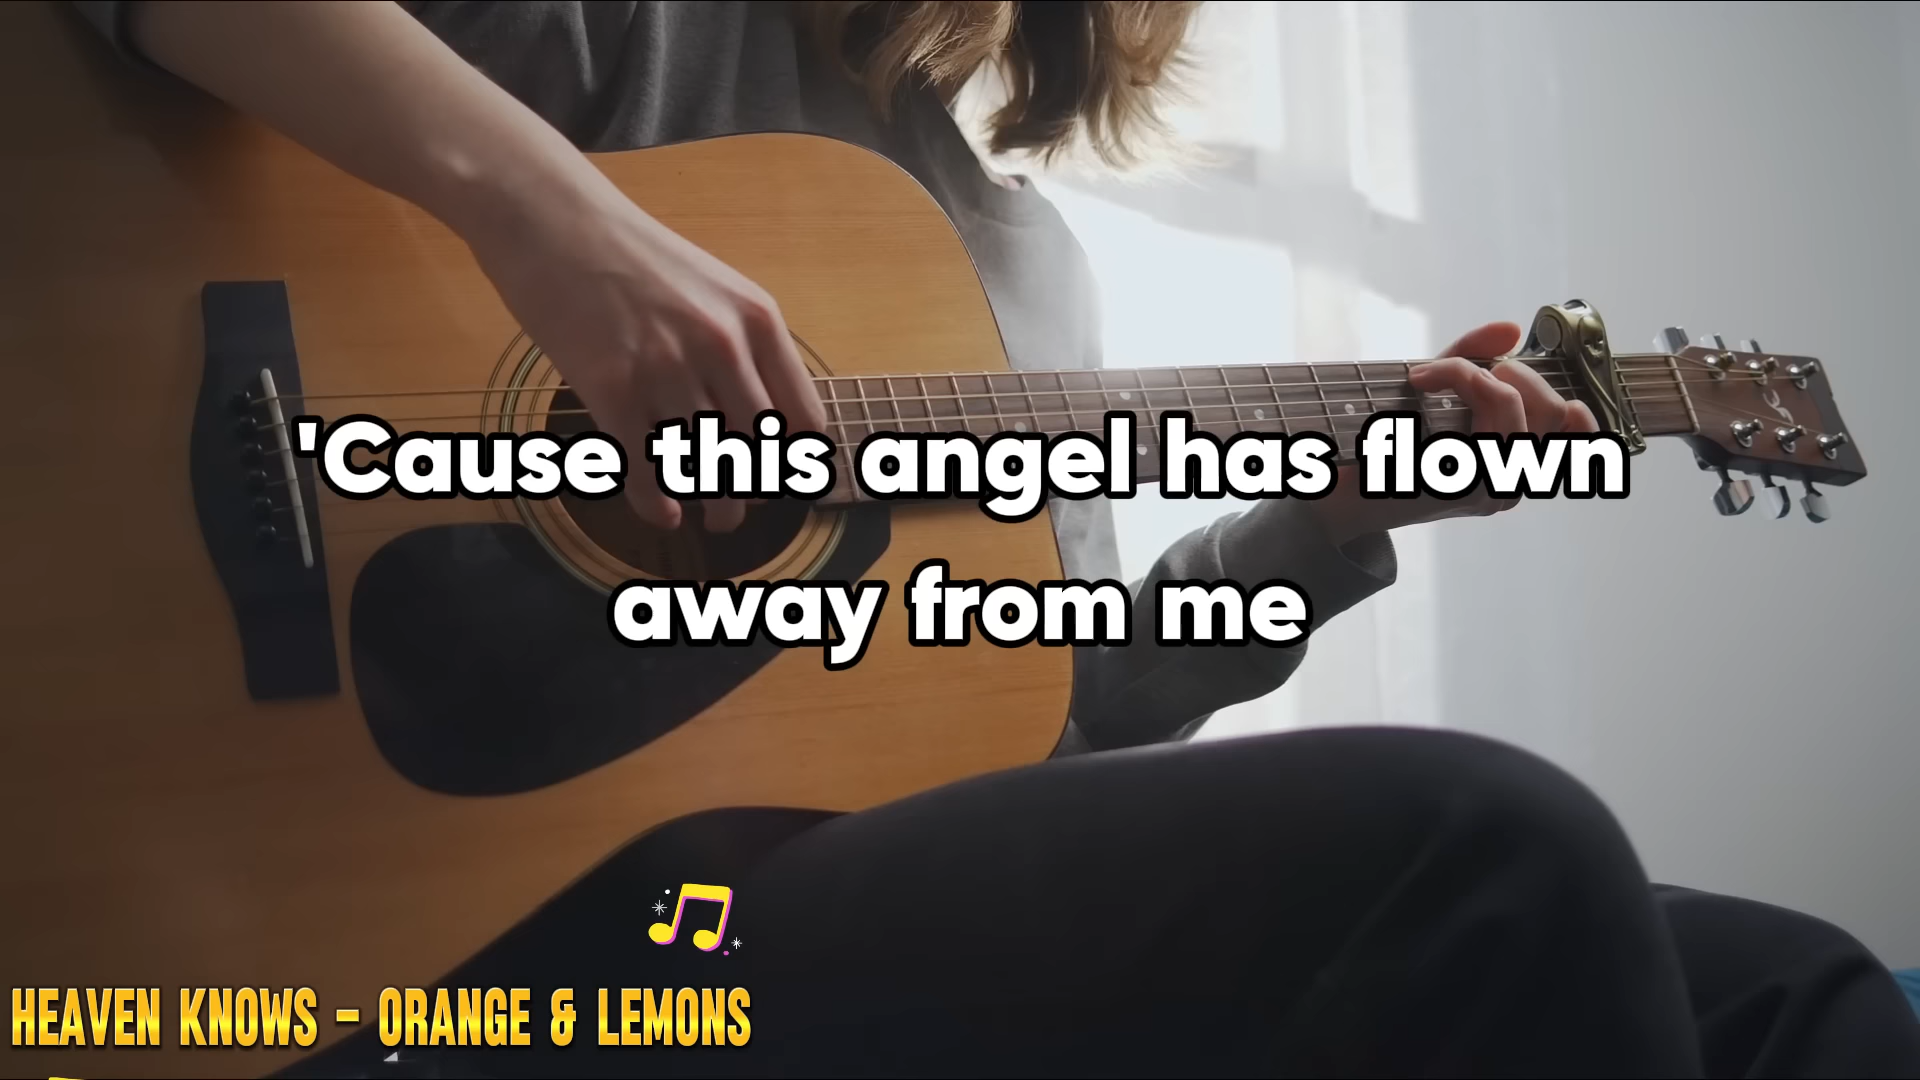 'Cause this angel has flown
away from me
HEAVEN KNOWS - ORANGE & LEMONS